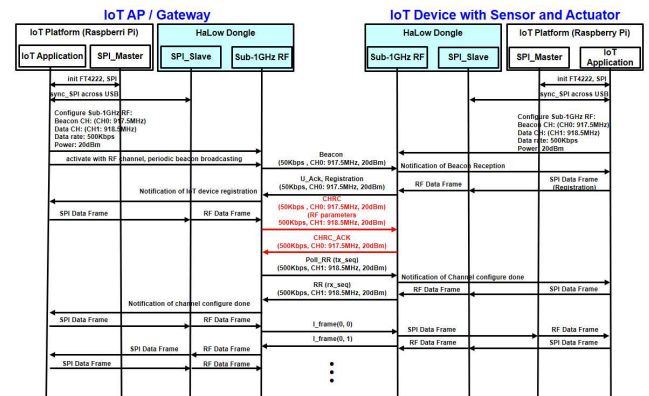 IoT AP / Gateway
IoT Device with Sensor and Actuator
IoT Platform (Raspberri Pi)
HaLow Dongle
HaLow Dongle
IoT Platform (Raspberry Pi)
IoT Application
SPI_Master
SPI_Slave
Sub-1GHz RF
Sub-1GHz RF
SPI_Slave
SPI_Master
IoT
Application
init FT4222, SPI
init FT4222, SPI
sync_SPI across USB
sync_SPI across USB
Configure Sub-1GHz RF:
Beacon CH: (CH0: 917.5MHz)
Data CH: (CH1: 918.5MHz)
Data rate: 500Kbps
Power: 20dBm
Configure Sub-1GHz RF:
Beacon CH: (CH0: 917.5MHz)
Data CH: (CH1: 918.5MHz)
Data rate: 500Kbps
Power: 20dBm
activate with RF channel, periodic beacon broadcasting
Beacon
(50Kbps , CH0: 917.5MHz, 20dBm)
Notification of Beacon Reception
U_Ack, Registration
(50Kbps, CH0: 917.5MHz, 20dBm)
RF Data Frame
SPI Data Frame
(Registration)
Notification of IoT device registration
CHRC
(50Kbps , CH0: 917.5MHz, 20dBm)
(RF parameters
500Kbps, CH1: 918.5MHz, 20dBm)
SPI Data Frame
RF Data Frame
CHRC_ACK
(500Kbps, CH0: 917.5MHz, 20dBm)
Poll_RR (tx_seq)
(500Kbps, CH1: 918.5MHz, 20dBm)
Notification of Channel configure done
RR (rx_seq)
(500Kbps, CH1: 918.5MHz, 20dBm)
RF Data Frame
SPI Data Frame
Notification of channel configure done
SPI Data Frame
RF Data Frame
I_frame(0, 0)
SPI Data Frame
RF Data Frame
I_frame(0, 1)
RF Data Frame
SPI Data Frame
SPI Data Frame
RF Data Frame
SPI Data Frame
RF Data Frame